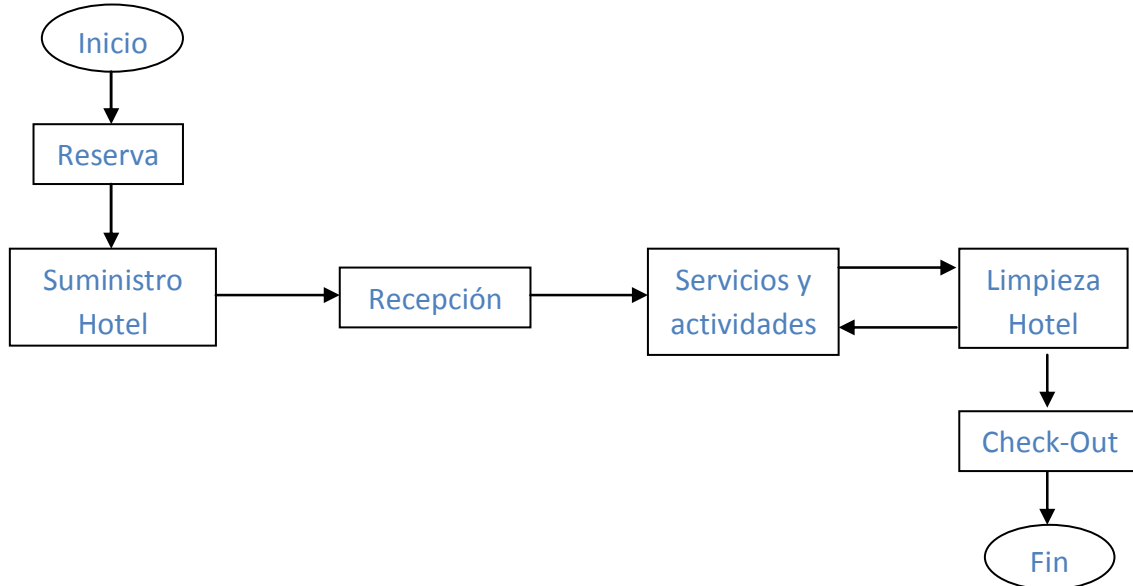 Inicio
Reserva
Suministro
Hotel
Recepción
Servicios y
actividades
Limpieza
Hotel
Check-Out
Fin